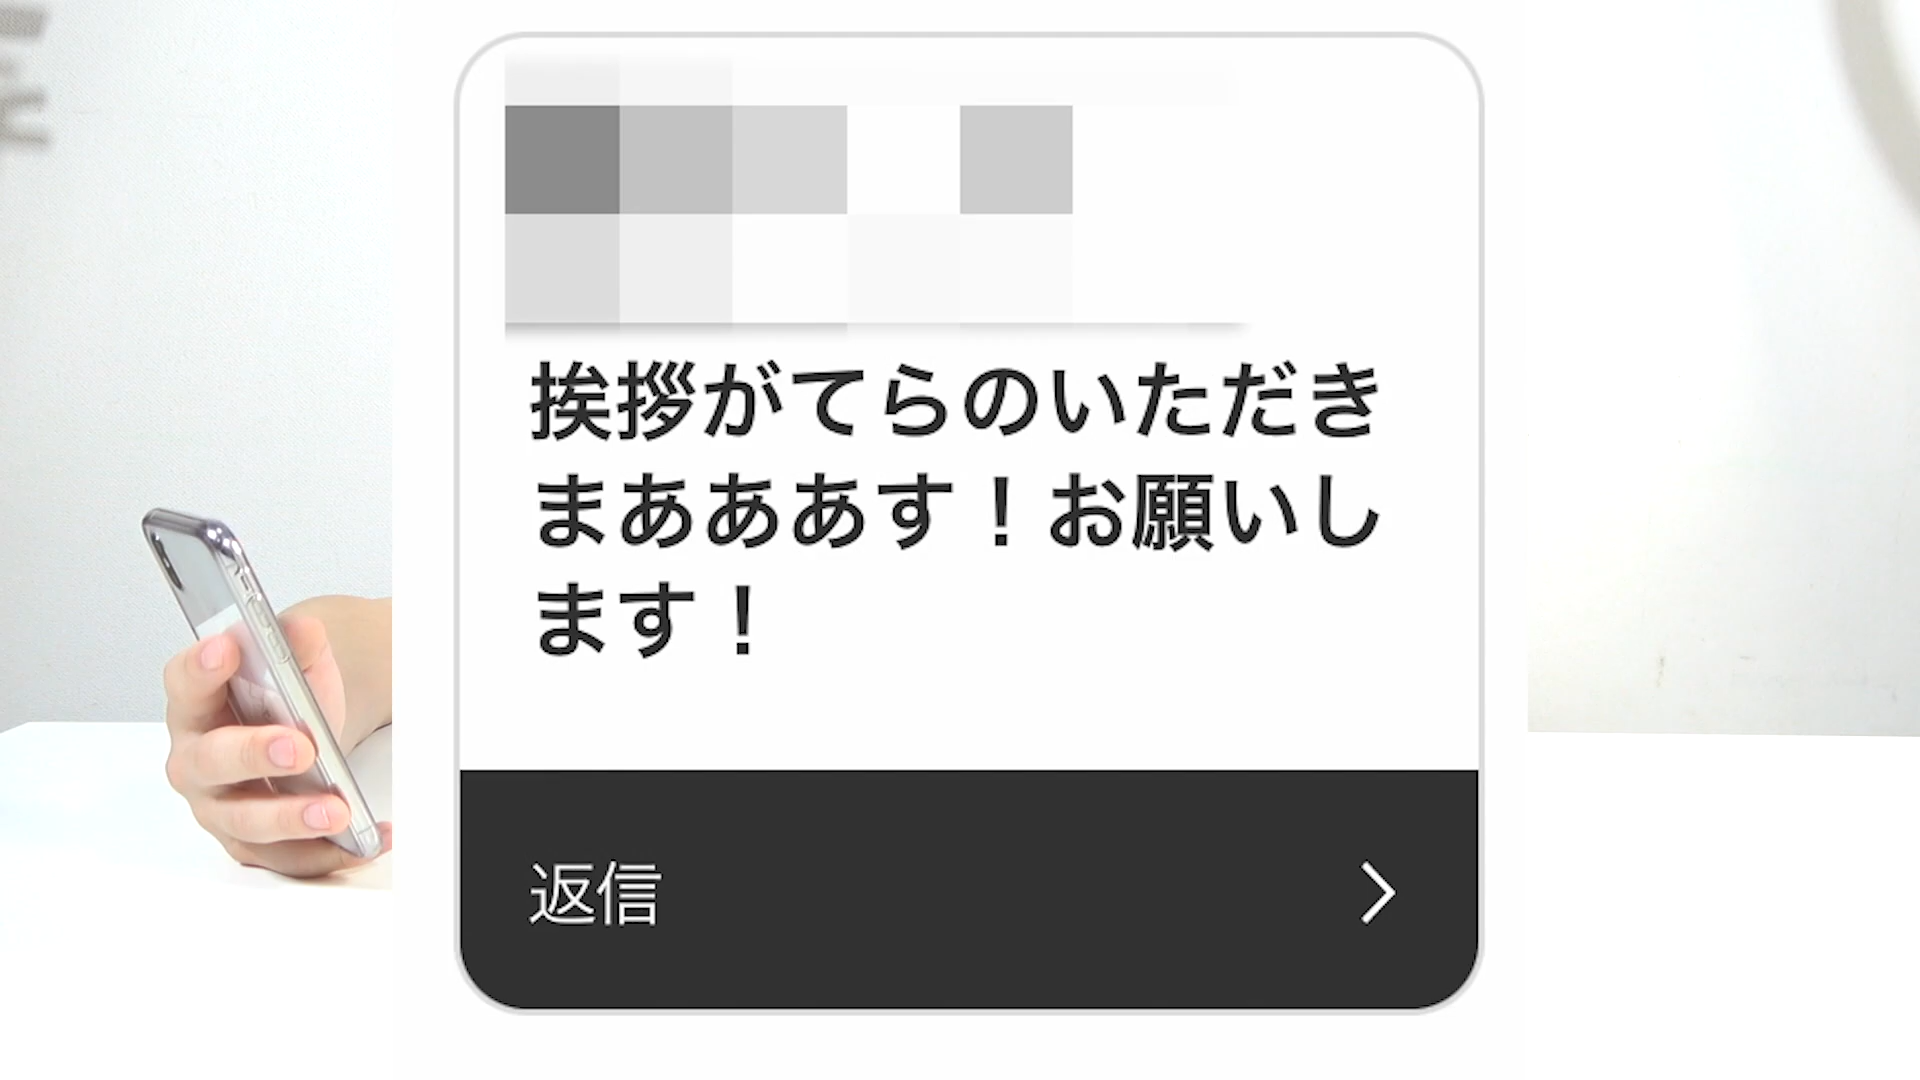 挨拶がてらのいただき
まあああす！お願いし
ます！
返信